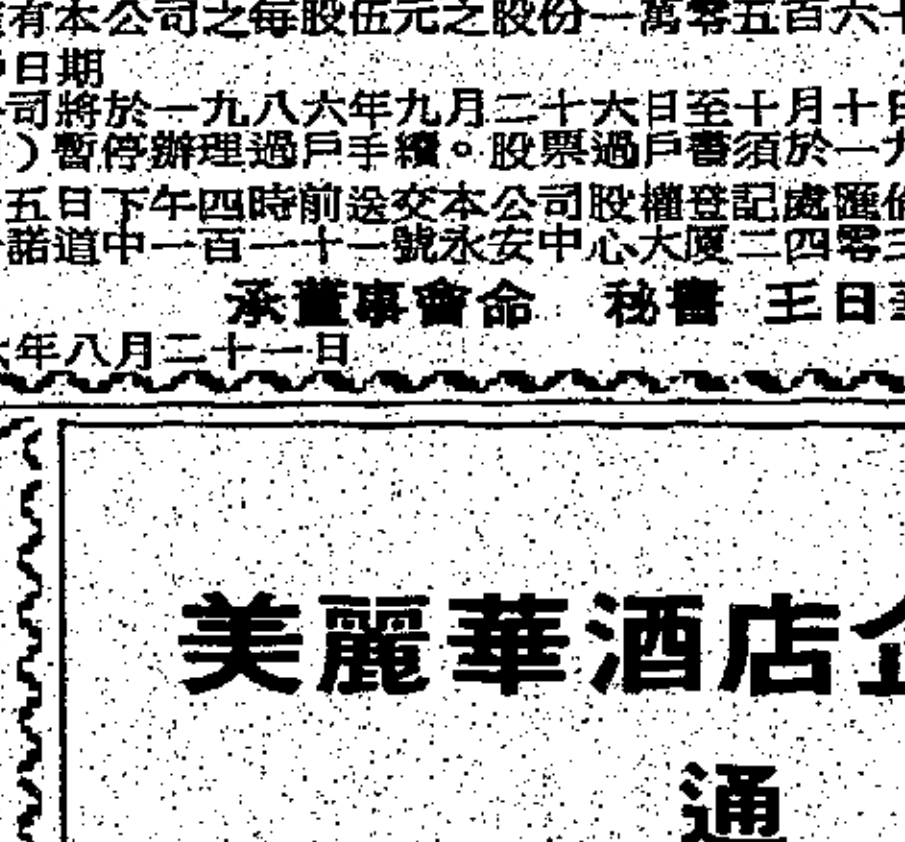 有本公司之每股伍元之股份一萬零五百六十
日期
司將於一九八六年九月二十六日至十月十日
）暫停辦理過戶手續。股票過戶書須於一九
五日下午四時前送交本公司股權登記處匯
諾道中一百一十一號永安中心大廈二四零三
承董事會命 秘書 王日
年八月二十一日
美麗華酒店企
通